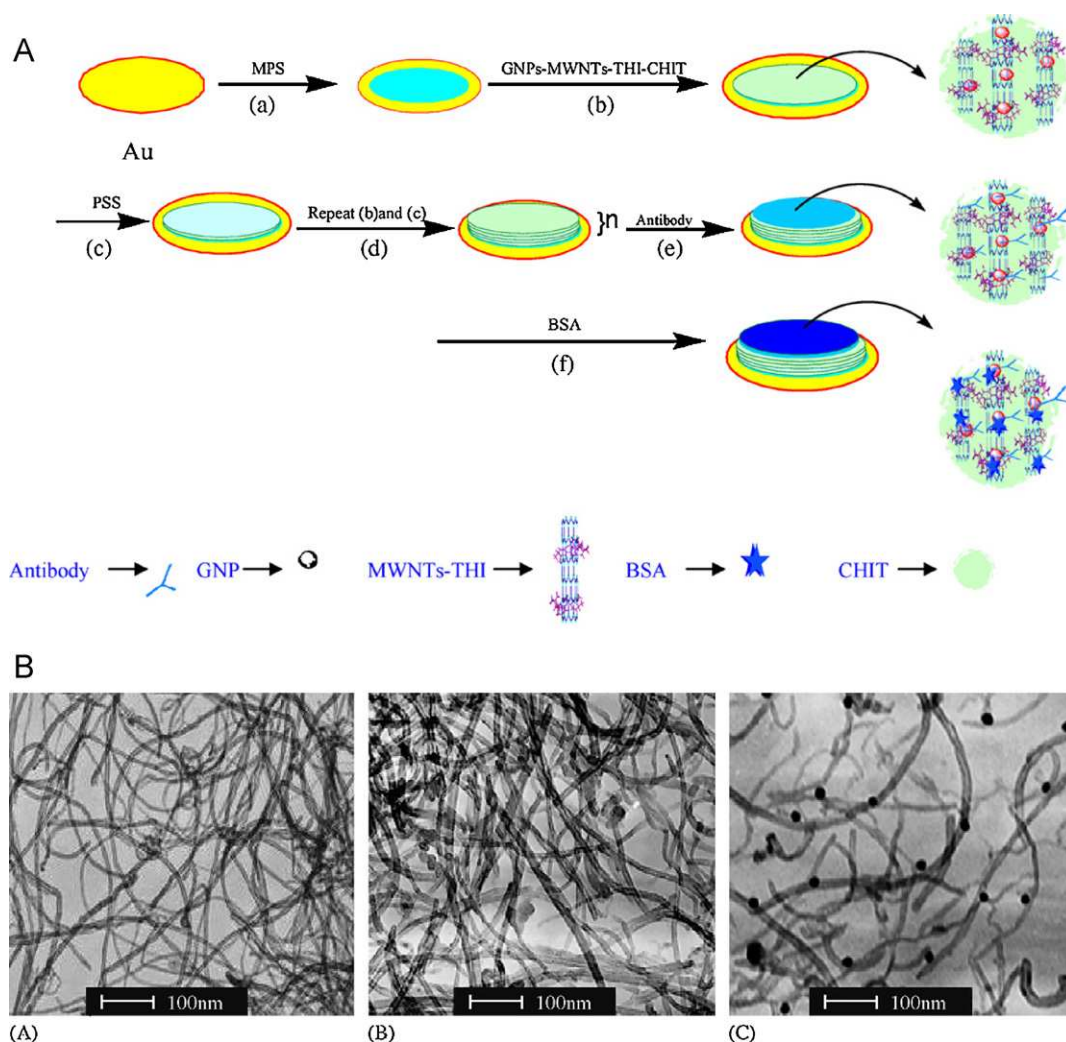 A
MPS
(a)
GNPs-MWNTs-THI-CHIT
(b)
Au
PSS
(c)
Repeat (b)and (c)
(d)
}n
Antibody
(e)
BSA
(f)
Antibody
GNP
MWNTs-THI
BSA
CHIT
B
100nm
100nm
100nm
(A)
(B)
(C)